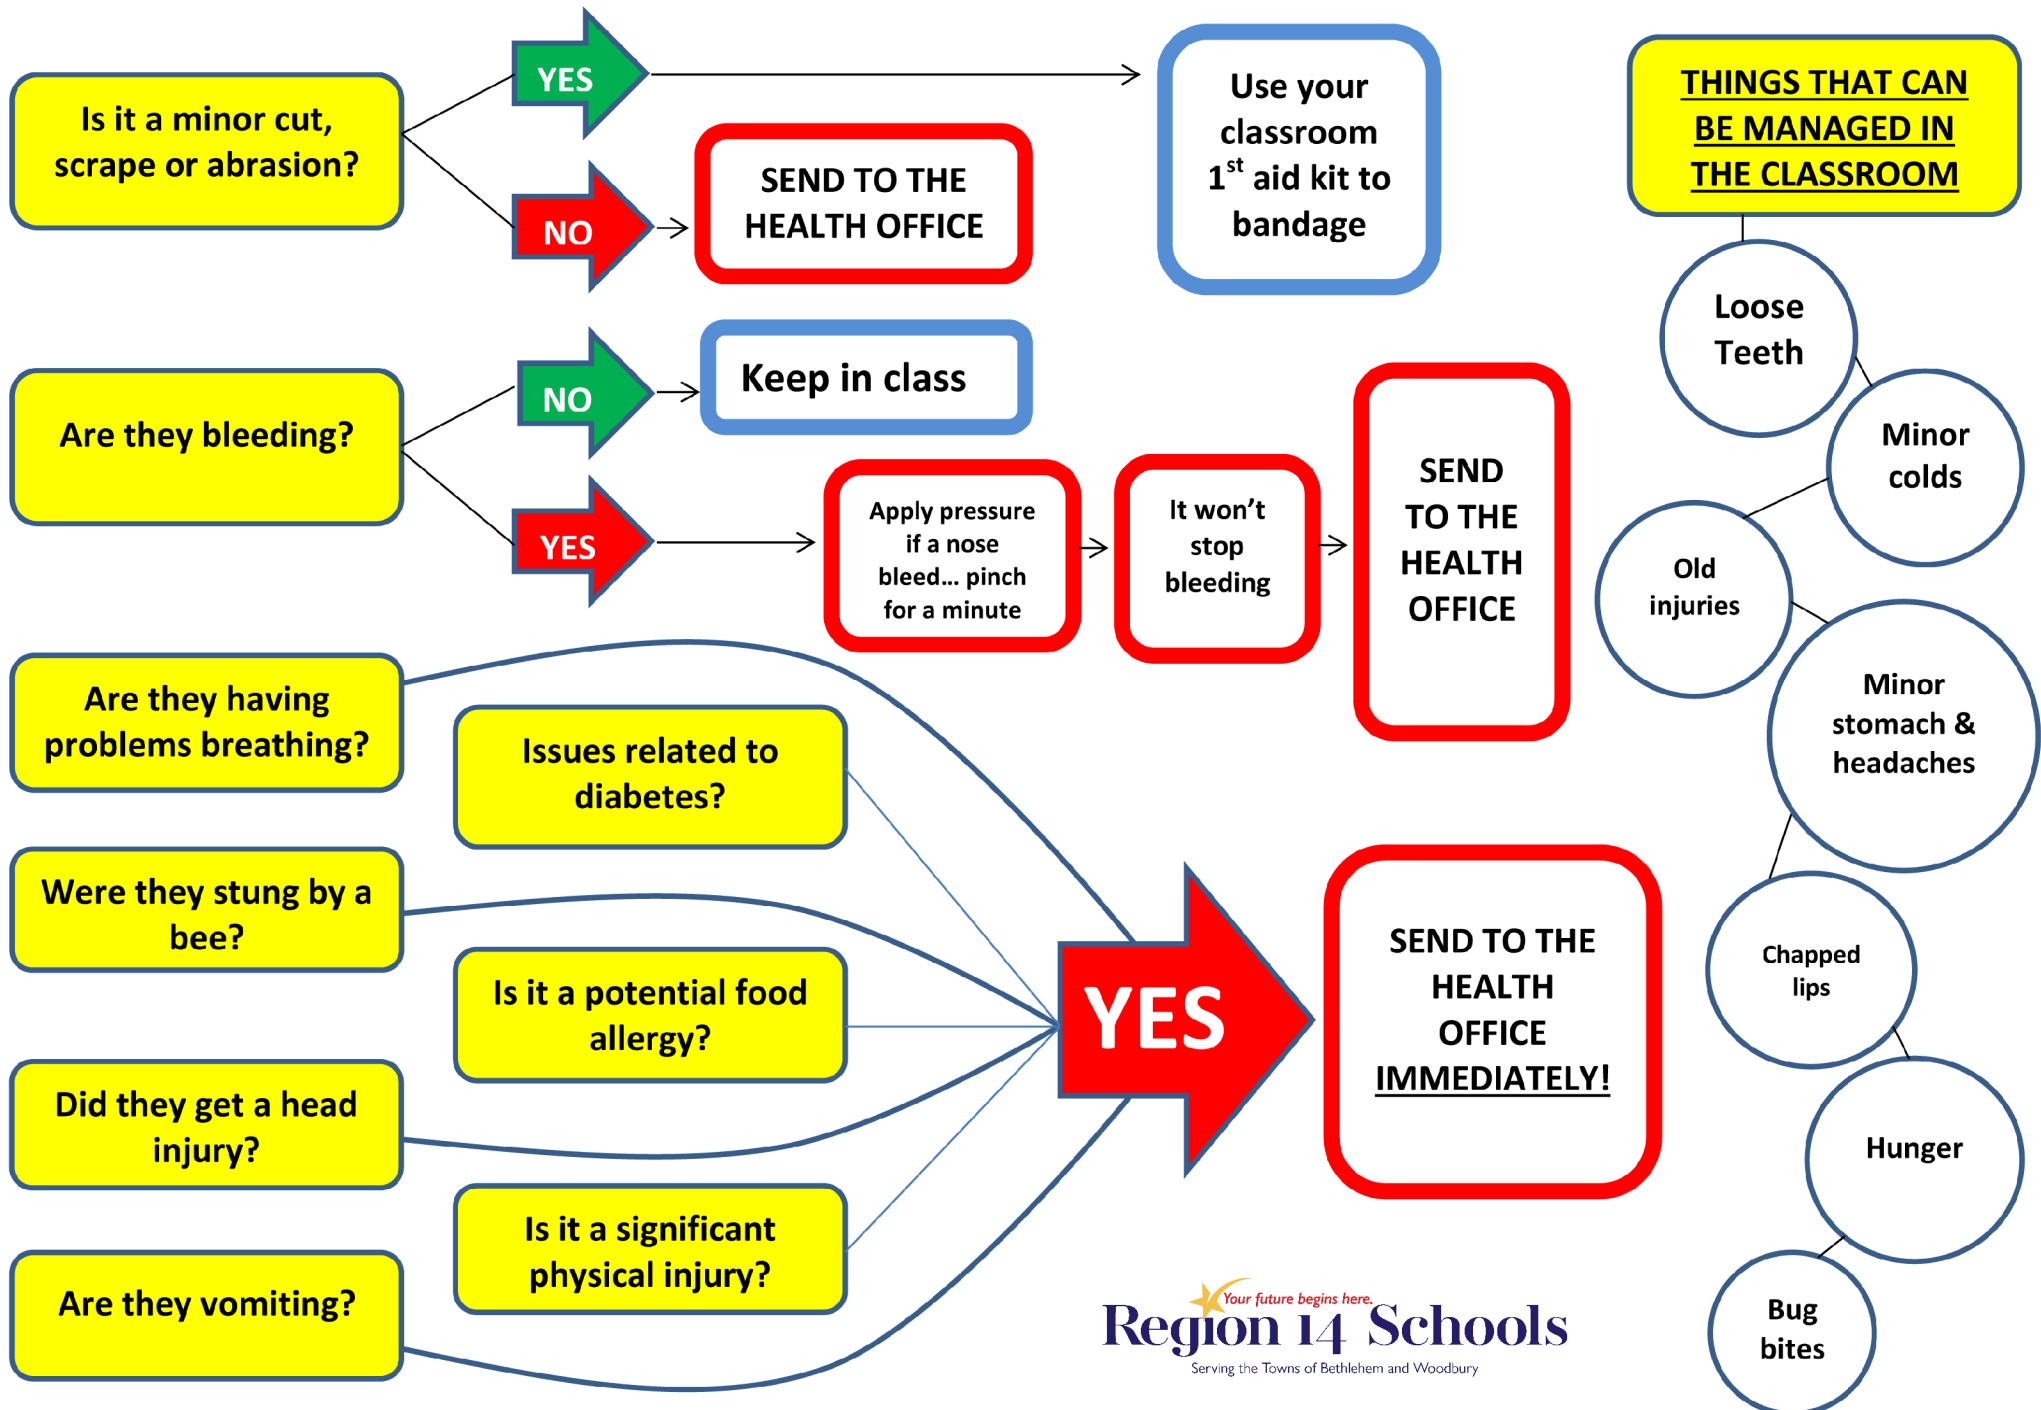 Is it a minor cut,
scrape or abrasion?
YES
NO
SEND TO THE
HEALTH OFFICE
Use your
classroom
1st aid kit to
bandage
Are they bleeding?
NO
Keep in class
YES
Apply pressure
if a nose
bleed... pinch
for a minute
It won’t
stop
bleeding
SEND
TO THE
HEALTH
OFFICE
Are they having
problems breathing?
Issues related to
diabetes?
Were they stung by a
bee?
Is it a potential food
allergy?
Did they get a head
injury?
Is it a significant
physical injury?
Are they vomiting?
YES
SEND TO THE
HEALTH
OFFICE
IMMEDIATELY!
THINGS THAT CAN
BE MANAGED IN
THE CLASSROOM
Loose
Teeth
Minor
colds
Old
injuries
Minor
stomach &
headaches
Chapped
lips
Hunger
Bug
bites
Your future begins here.
Region 14 Schools
Serving the Towns of Bethlehem and Woodbury